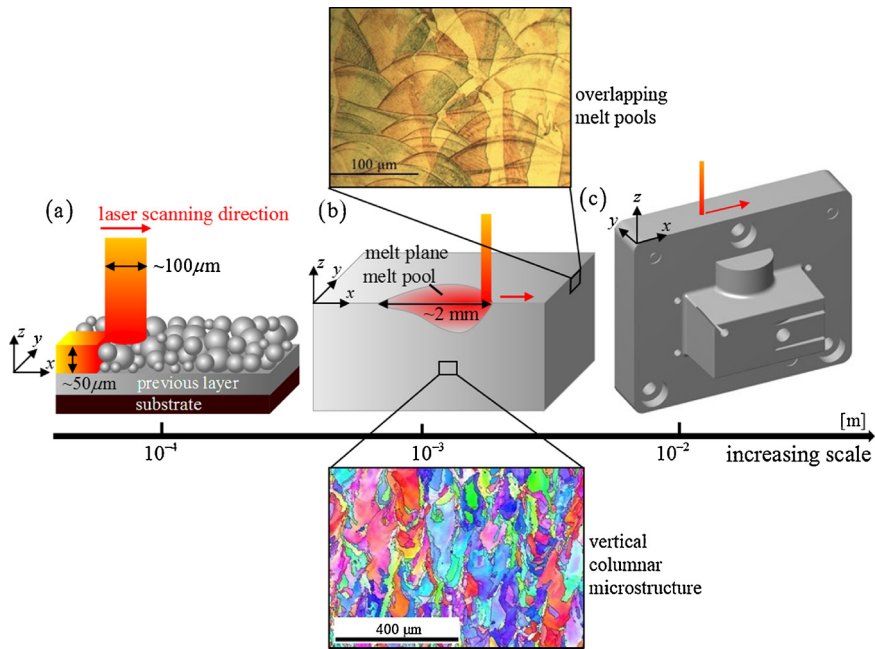 overlapping
melt pools
100 μm
(a)
laser scanning direction
~100μm
z
y
x
~50μm
previous layer
substrate
(b)
melt plane
melt pool
z
y
x
~2 mm
(c)
z
y
x
[m]
10⁻⁴
10⁻³
10⁻²
increasing scale
vertical
columnar
microstructure
400 μm